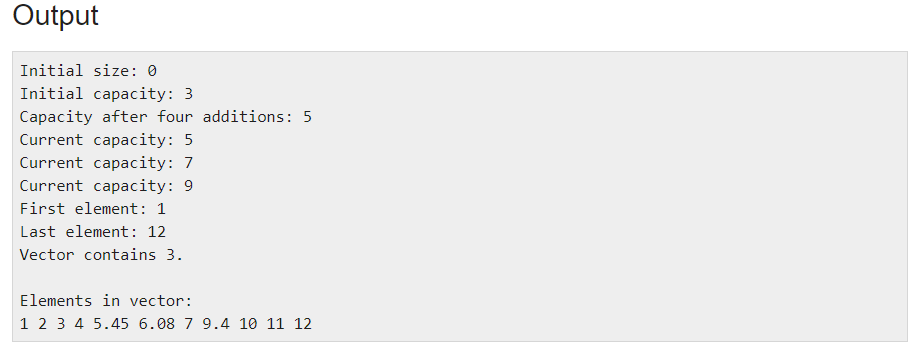 Output
Initial size: 0
Initial capacity: 3
Capacity after four additions: 5
Current capacity: 5
Current capacity: 7
Current capacity: 9
First element: 1
Last element: 12
Vector contains 3.
Elements in vector:
1 2 3 4 5.45 6.08 7 9.4 10 11 12